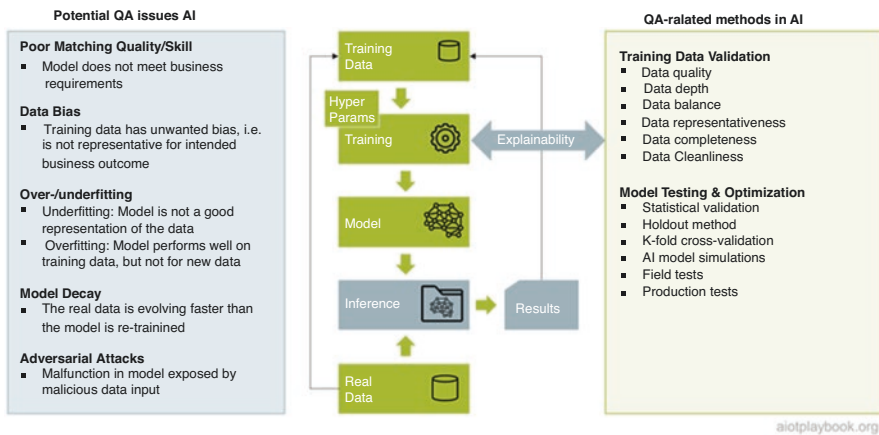 Potential QA issues AI
Poor Matching Quality/Skill
▪ Model does not meet business
requirements
Data Bias
▪ Training data has unwanted bias, i.e.
is not representative for intended
business outcome
Over-/underfitting
▪ Underfitting: Model is not a good
representation of the data
▪ Overfitting: Model performs well on
training data, but not for new data
Model Decay
▪ The real data is evolving faster than
the model is re-trainined
Adversarial Attacks
▪ Malfunction in model exposed by
malicious data input
Training
Data
Hyper
Params
Training
Explainability
Model
Inference
Results
Real
Data
QA-ralated methods in AI
Training Data Validation
▪ Data quality
▪ Data depth
▪ Data balance
▪ Data representativeness
▪ Data completeness
▪ Data Cleanliness
Model Testing & Optimization
▪ Statistical validation
▪ Holdout method
▪ K-fold cross-validation
▪ AI model simulations
▪ Field tests
▪ Production tests
aiotplaybook.org